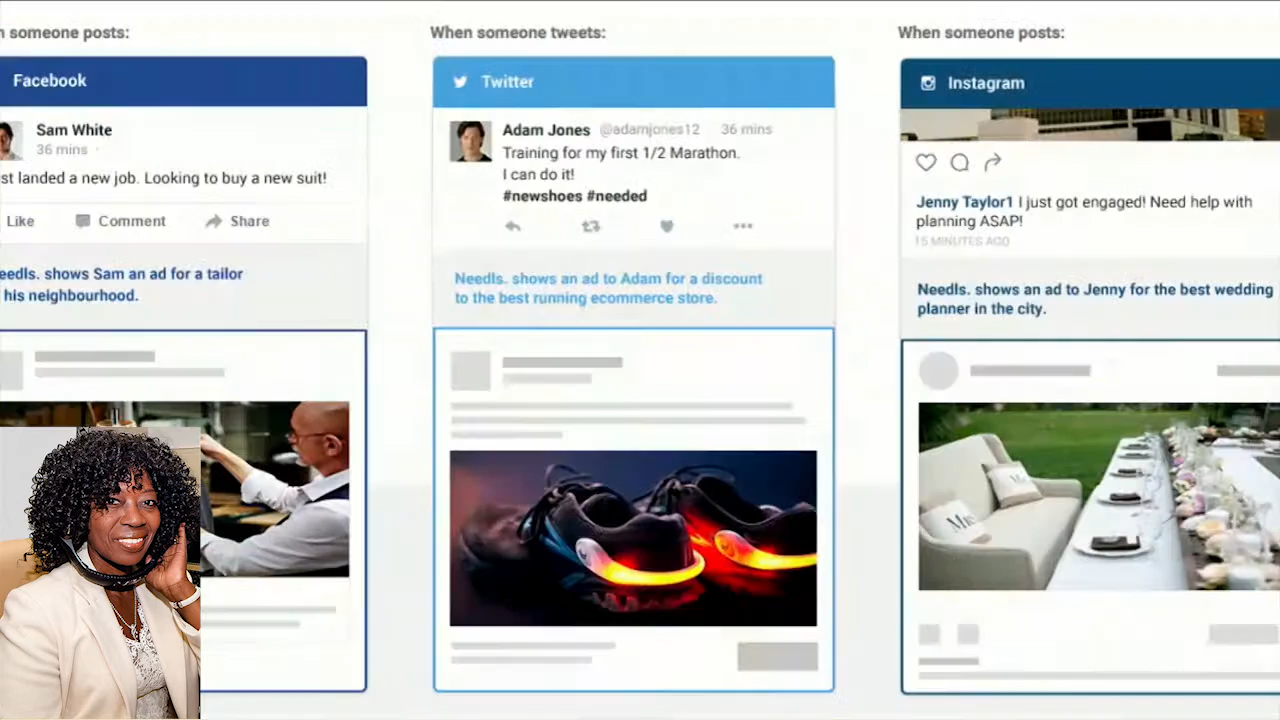 n someone posts:
Facebook
Sam White
36 mins ·
st landed a new job. Looking to buy a new suit!
Like Comment Share
eedls. shows Sam an ad for a tailor
his neighbourhood.
When someone tweets:
Twitter
Adam Jones @adamjones12 36 mins
Training for my first 1/2 Marathon.
I can do it!
#newshoes #needed
Needls. shows an ad to Adam for a discount
to the best running ecommerce store.
When someone posts:
Instagram
Jenny Taylor1 I just got engaged! Need help with
planning ASAP!
15 MINUTES AGO
Needls. shows an ad to Jenny for the best wedding
planner in the city.